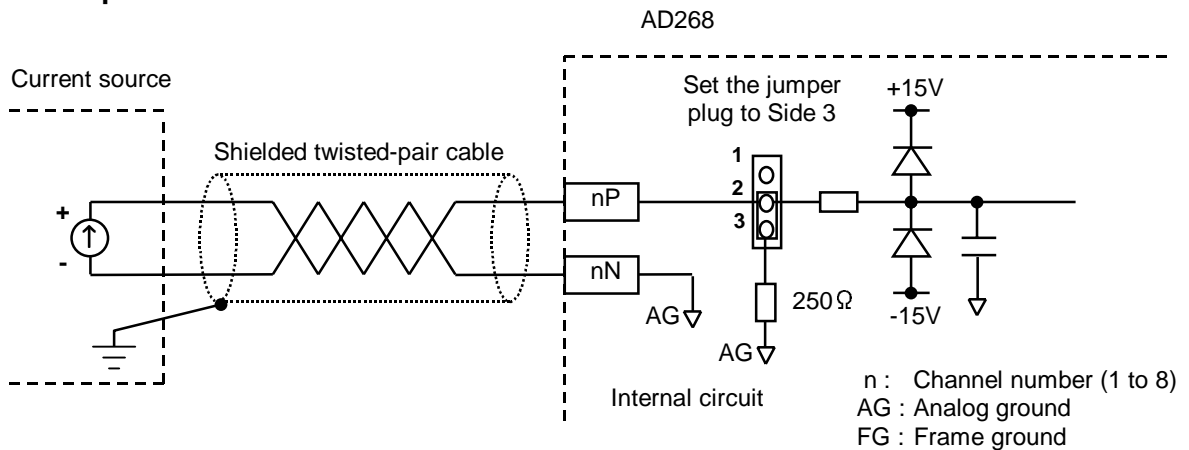 AD268
Current source
Set the jumper
plug to Side 3
+15V
Shielded twisted-pair cable
1
2
3
nP
nN
+
-
AG
250Ω
-15V
AG
Internal circuit
n : Channel number (1 to 8)
AG : Analog ground
FG : Frame ground